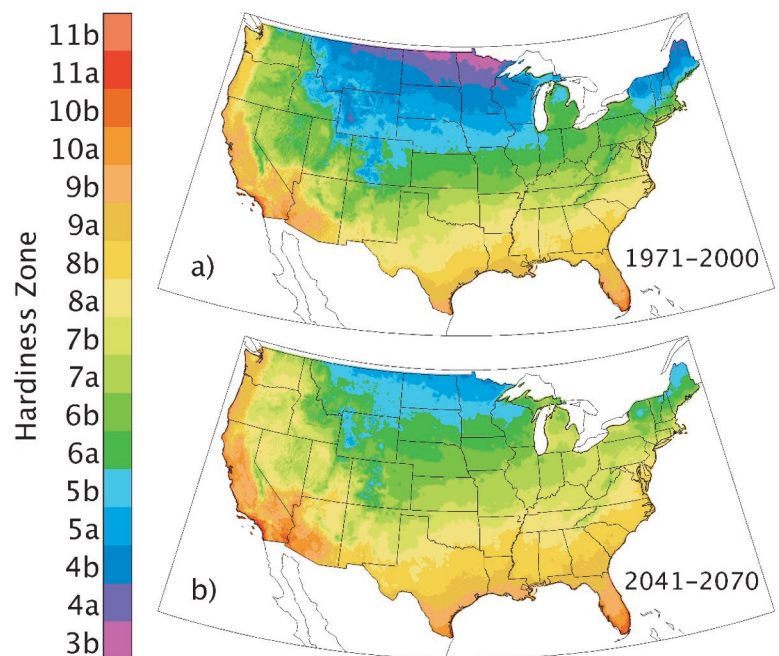 Hardiness Zone
11b
11a
10b
10a
9b
9a
8b
8a
7b
7a
6b
6a
5b
5a
4b
4a
3b
a)
1971–2000
b)
2041–2070